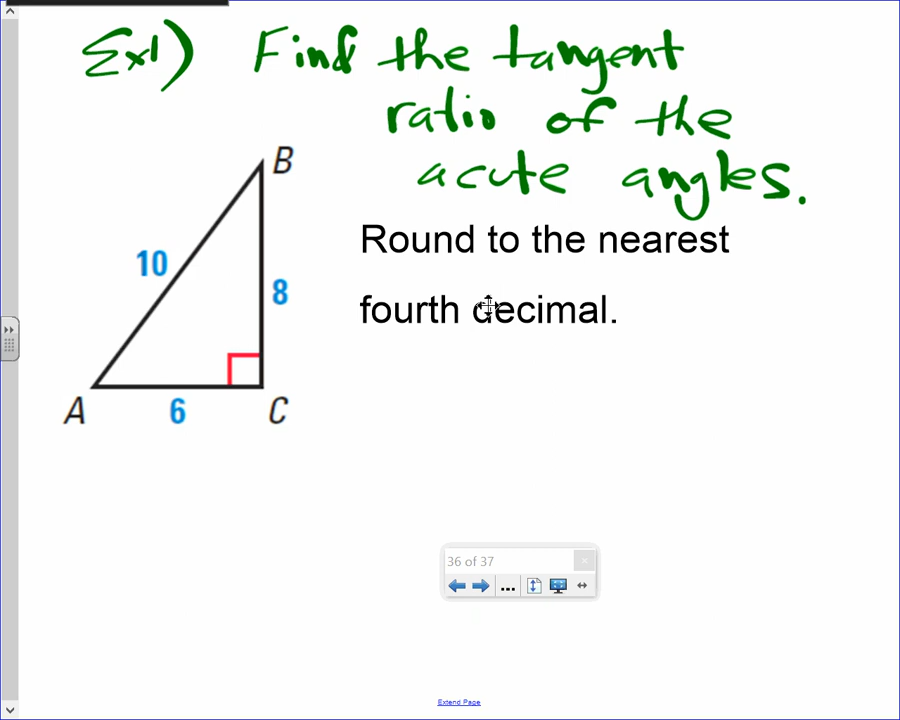 Ex1) Find the tangent
ratio of the
acute angles.
Round to the nearest
fourth decimal.
B
10
8
A
6
C
36 of 37
...
Extend Page